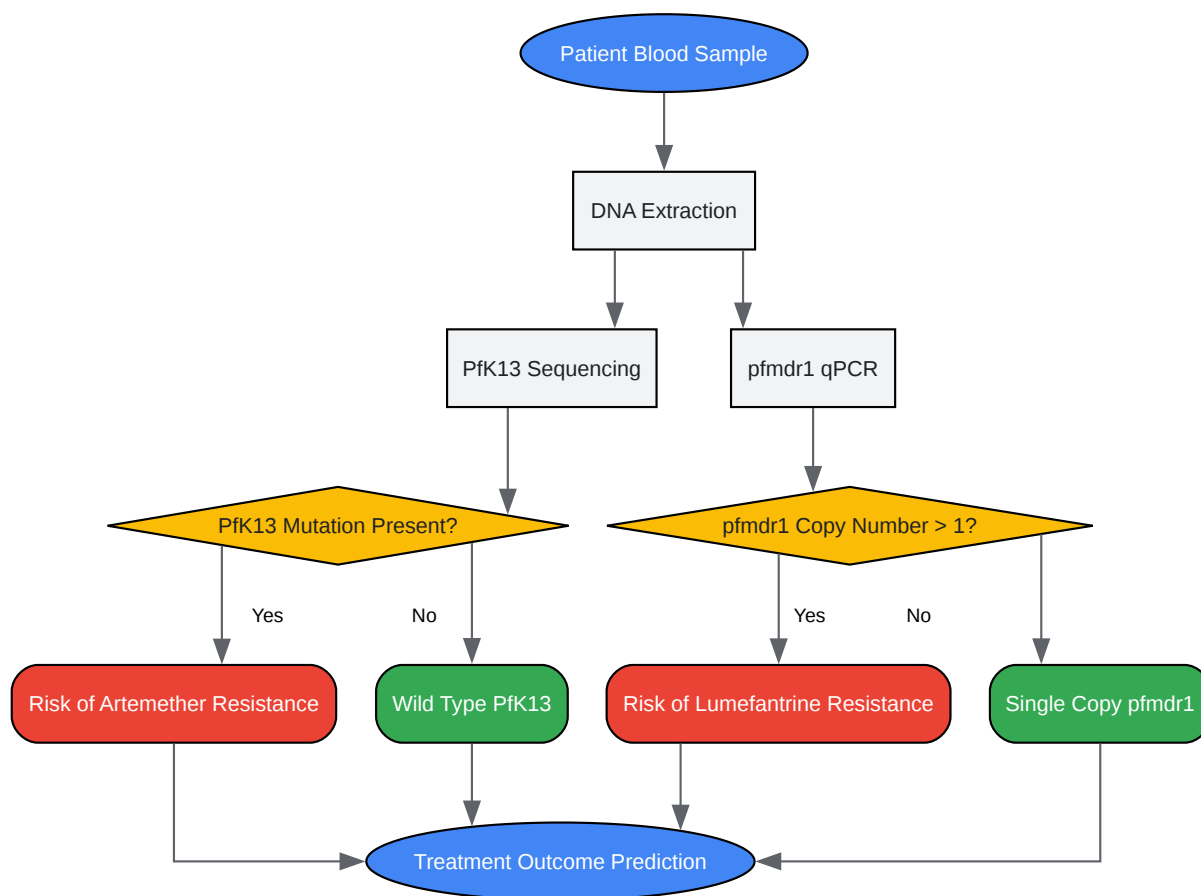 Patient Blood Sample
DNA Extraction
PfK13 Sequencing
pfmdr1 qPCR
PfK13 Mutation Present?
pfmdr1 Copy Number > 1?
Yes
No
Yes
No
Risk of Artemether Resistance
Wild Type PfK13
Risk of Lumefantrine Resistance
Single Copy pfmdr1
Treatment Outcome Prediction